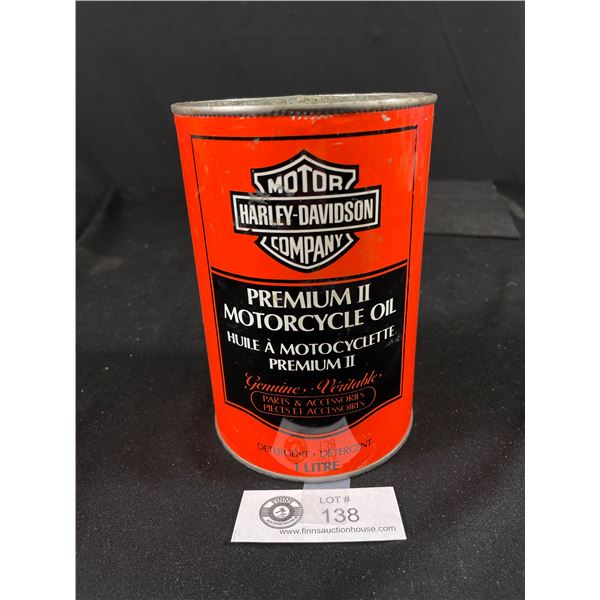 MOTOR
HARLEY-DAVIDSON
COMPANY
PREMIUM II
MOTORCYCLE OIL
HUILE À MOTOCYCLETTE
PREMIUM II
Genuine · Véritable
PARTS & ACCESSORIES
PIÈCES ET ACCESSOIRES
DETERGENT · DÉTERGENT
1 LITRE
FINNS
LOT #
138
www.finnsauctionhouse.com